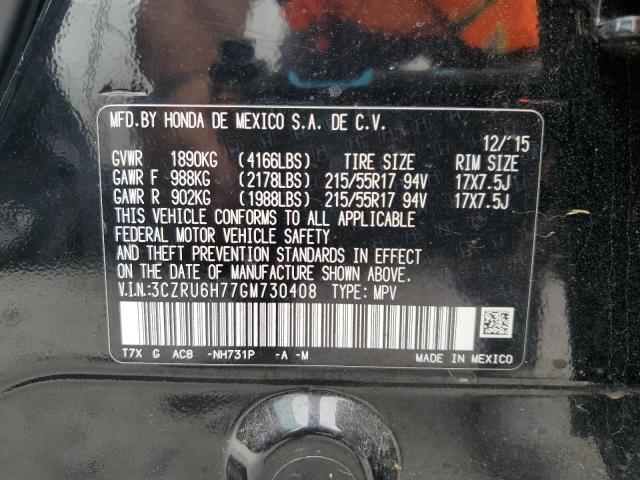 MFD.BY HONDA DE MEXICO S.A. DE C.V.
12/'15
GVWR 1890KG (4166LBS) TIRE SIZE RIM SIZE
GAWR F 988KG (2178LBS) 215/55R17 94V 17X7.5J
GAWR R 902KG (1988LBS) 215/55R17 94V 17X7.5J
THIS VEHICLE CONFORMS TO ALL APPLICABLE
FEDERAL MOTOR VEHICLE SAFETY
AND THEFT PREVENTION STANDARDS IN EFFECT
ON THE DATE OF MANUFACTURE SHOWN ABOVE.
V.I.N.:3CZRU6H77GM730408 TYPE: MPV
T7X G AC8 -NH731P -A -M MADE IN MEXICO